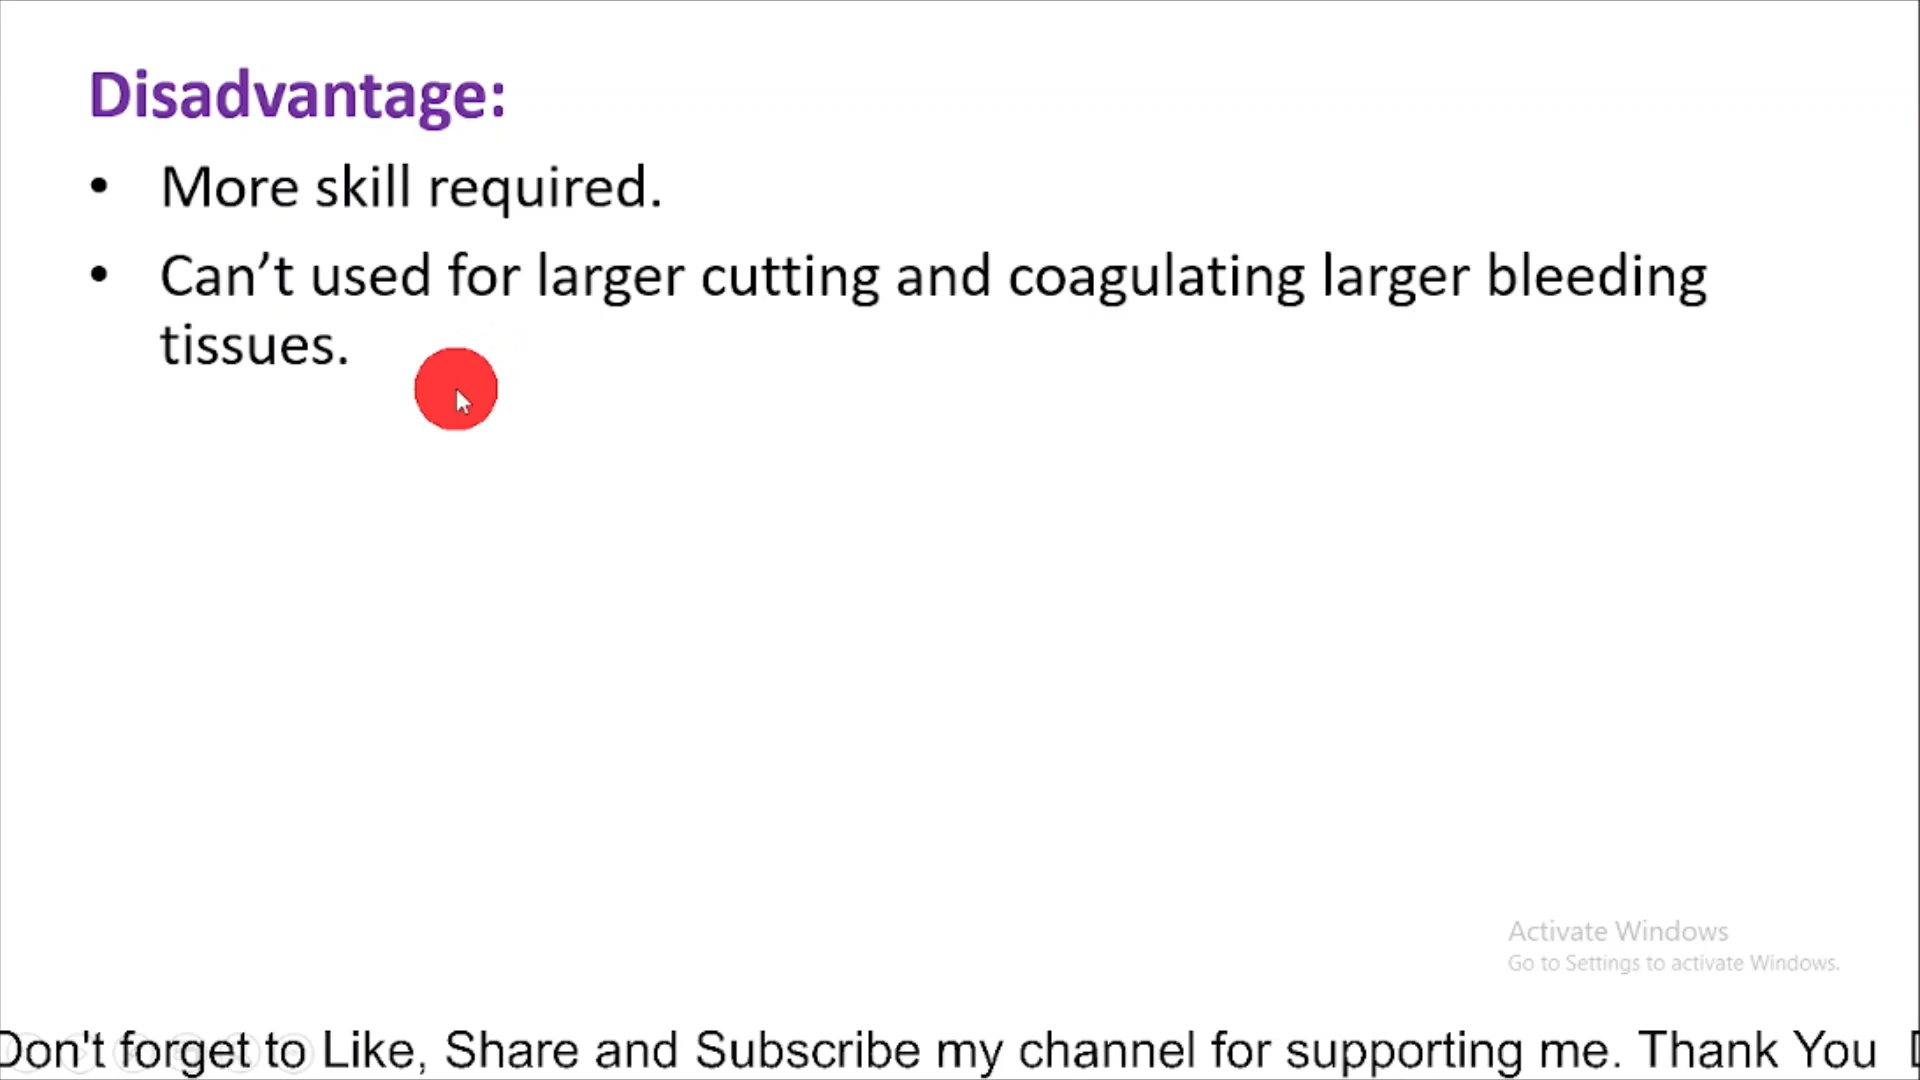 Disadvantage:
• More skill required.
• Can’t used for larger cutting and coagulating larger bleeding
tissues.
Activate Windows
Go to Settings to activate Windows.
Don't forget to Like, Share and Subscribe my channel for supporting me. Thank You